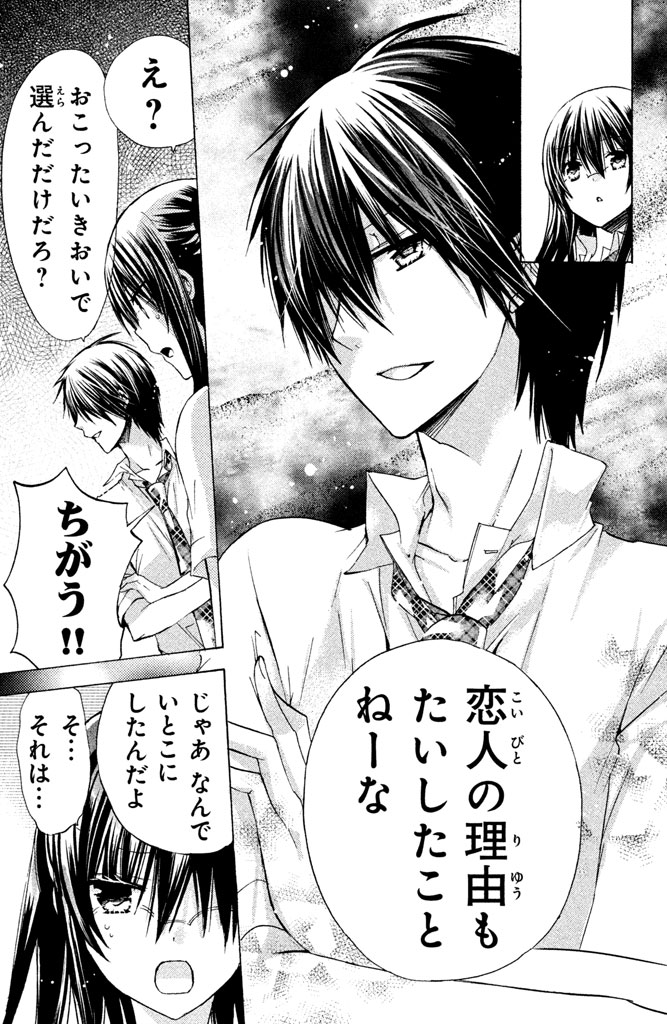 恋人の理由も
たいしたこと
ねーな
え?
おこったいきおいで
選んだだけだろ?
ちがう!!
じゃあ なんで
いとこに
したんだよ
そ…
それは…